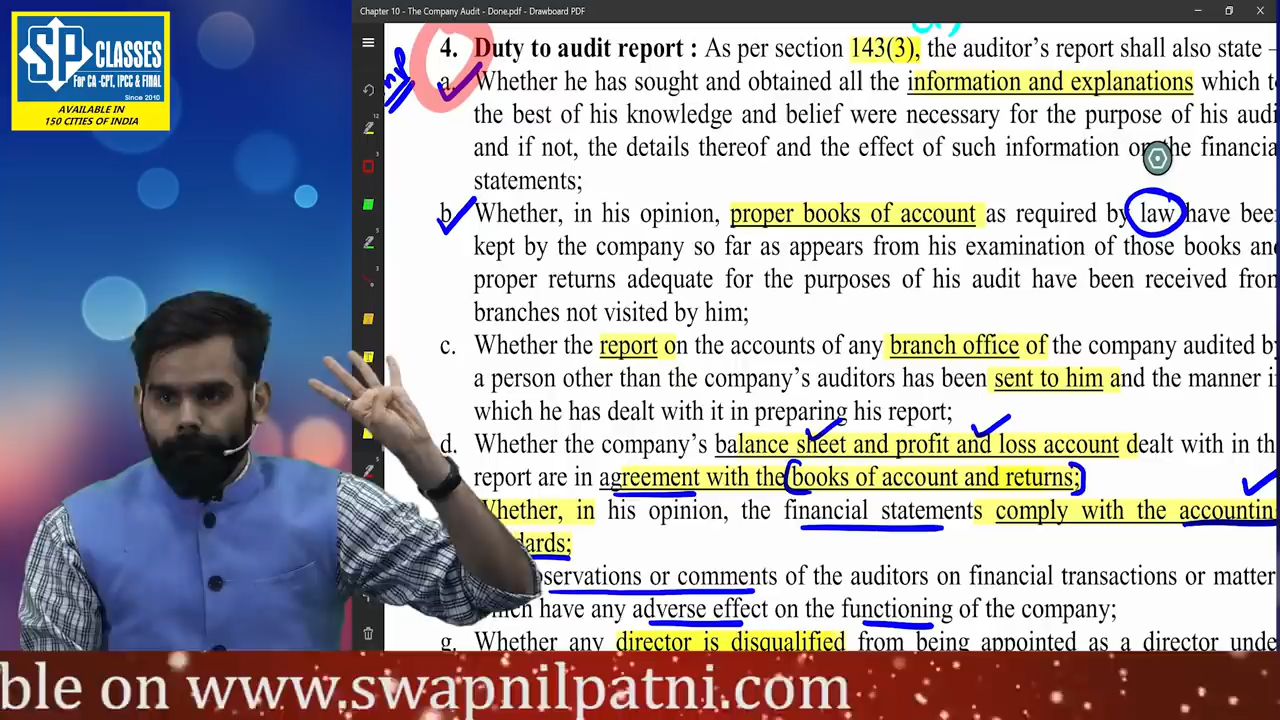 SP CLASSES
For CA -CPT, IPCC & FINAL
Since 2010
AVAILABLE IN
150 CITIES OF INDIA
Chapter 10 - The Company Audit - Done.pdf - Drawboard PDF
imp
4. Duty to audit report : As per section 143(3), the auditor's report shall also state –
a. Whether he has sought and obtained all the information and explanations which
the best of his knowledge and belief were necessary for the purpose of his
and if not, the details thereof and the effect of such information on the
statements;
b. Whether, in his opinion, proper books of account as required by law have
kept by the company so far as appears from his examination of those books
proper returns adequate for the purposes of his audit have been received
branches not visited by him;
c. Whether the report on the accounts of any branch office of the company audited
a person other than the company's auditors has been sent to him and the manner
which he has dealt with it in preparing his report;
d. Whether the company's balance sheet and profit and loss account dealt with in
report are in agreement with the books of account and returns;
Whether, in his opinion, the financial statements comply with the
observations or comments of the auditors on financial transactions or
have any adverse effect on the functioning of the company;
g. Whether any director is disqualified from being appointed as a director
ble on www.swapnilpatni.com